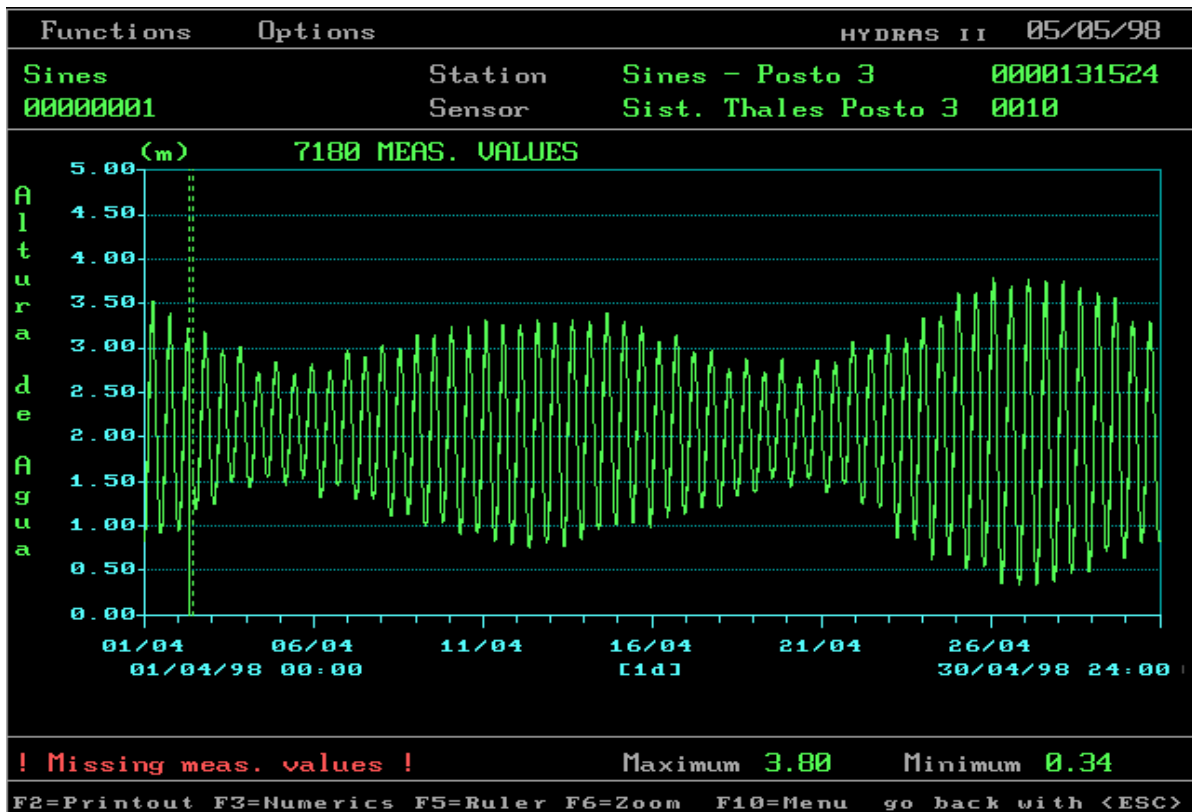 Functions Options HYDRAS II 05/05/98
Sines Station Sines - Posto 3 0000131524
00000001 Sensor Sist. Thales Posto 3 0010
(m) 7180 MEAS. VALUES
Altura de Agua
5.00
4.50
4.00
3.50
3.00
2.50
2.00
1.50
1.00
0.50
0.00
01/04 06/04 11/04 16/04 21/04 26/04
01/04/98 00:00 [1d] 30/04/98 24:00
! Missing meas. values ! Maximum 3.80 Minimum 0.34
F2=Printout F3=Numerics F5=Ruler F6=Zoom F10=Menu go back with <ESC>